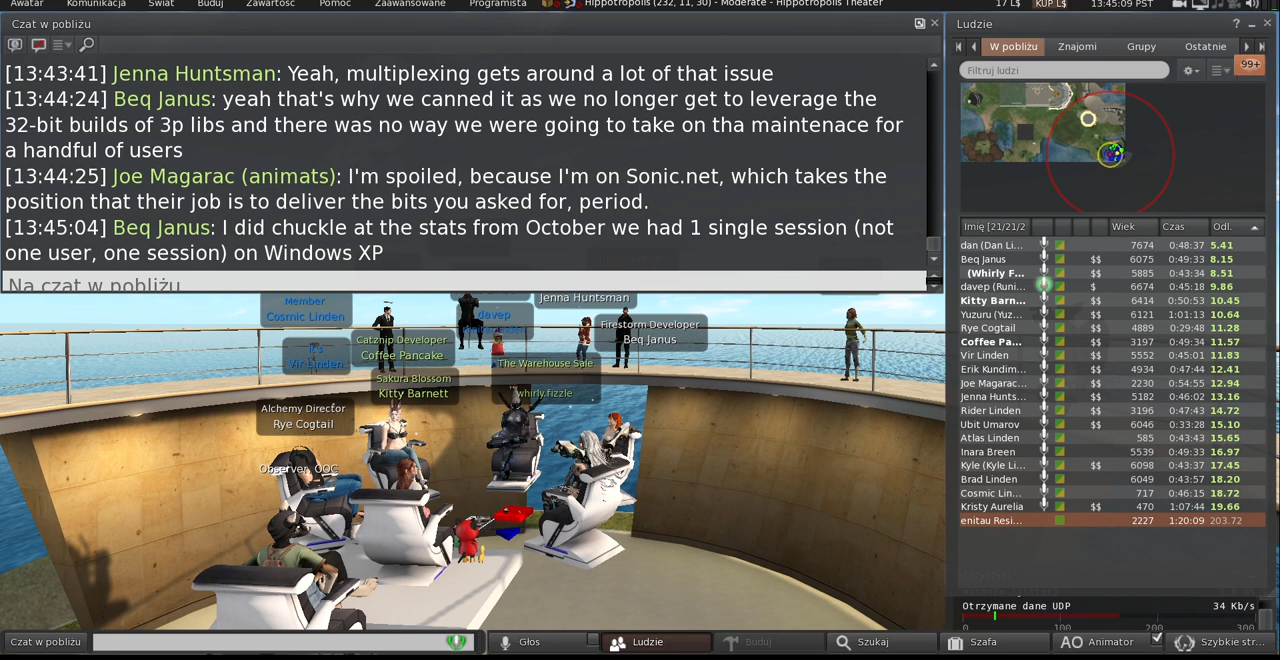 Awatar Komunikacja Świat Buduj Zawartość Pomoc Zaawansowane Programista Hippotropolis (232, 11, 30) - Moderate - Hippotropolis Theater 17 L$ KUP L$ 13:45:09 PST
Czat w pobliżu
[13:43:41] Jenna Huntsman: Yeah, multiplexing gets around a lot of that issue
[13:44:24] Beq Janus: yeah that's why we canned it as we no longer get to leverage the
32-bit builds of 3p libs and there was no way we were going to take on tha maintenace for
a handful of users
[13:44:25] Joe Magarac (animats): I'm spoiled, because I'm on Sonic.net, which takes the
position that their job is to deliver the bits you asked for, period.
[13:45:04] Beq Janus: I did chuckle at the stats from October we had 1 single session (not
one user, one session) on Windows XP
Na czat w pobliżu
Member
Cosmic Linden
Jenna Huntsman
davep
Firestorm Developer
Beq Janus
it's
Vir Linden
Catznip Developer
Coffee Pancake
The Warehouse Sale
Sakura Blossom
Kitty Barnett
whirly.fizzle
Alchemy Director
Rye Cogtail
Observer, OOC
Ludzie
? _ ×
W pobliżu Znajomi Grupy Ostatnie
Filtruj ludzi
99+
Imię [21/21/2 Wiek Czas Odl.
dan (Dan Li... 7674 0:48:37 5.41
Beq Janus $$ 6075 0:49:33 8.15
(Whirly F... $$ 5885 0:43:34 8.51
davep (Runi... $ 6674 0:45:18 9.86
Kitty Barn... $$ 6414 0:50:53 10.45
Yuzuru (Yuz... $$ 6121 1:01:13 10.64
Rye Cogtail $$ 4889 0:29:48 11.28
Coffee Pa... $$ 3197 0:49:34 11.57
Vir Linden $$ 5552 0:45:01 11.83
Erik Kundim... $$ 4934 0:47:44 12.41
Joe Magarac... $$ 2230 0:54:55 12.94
Jenna Hunts... $$ 5182 0:46:02 13.16
Rider Linden $$ 3196 0:47:43 14.72
Ubit Umarov $$ 6046 0:33:28 15.10
Atlas Linden 585 0:43:43 15.65
Inara Breen 5539 0:49:33 16.97
Kyle (Kyle Li... $$ 6098 0:43:37 17.45
Brad Linden 6049 0:43:57 18.20
Cosmic Lin... 717 0:46:15 18.72
Kristy Aurelia $$ 470 1:07:44 19.66
enitau Resi... 2227 1:20:09 203.72
Otrzymane dane UDP 34 Kb/s
0 100 200 300
Czat w pobliżu Głos Ludzie Buduj Szukaj Szafa AO Animator Szybkie str...